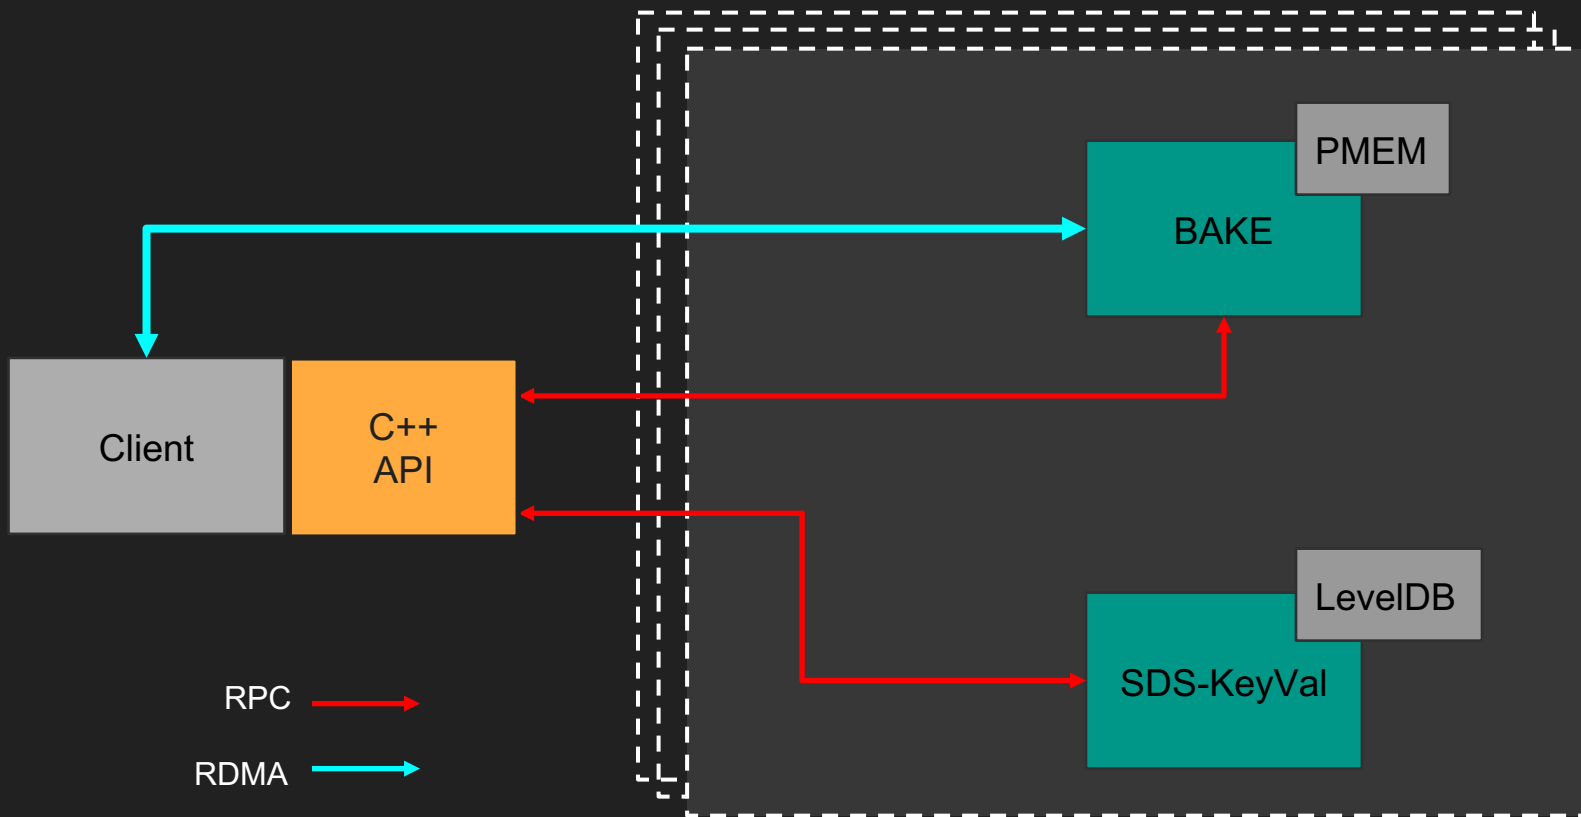 PMEM
BAKE
Client
C++
API
LevelDB
SDS-KeyVal
RPC
RDMA